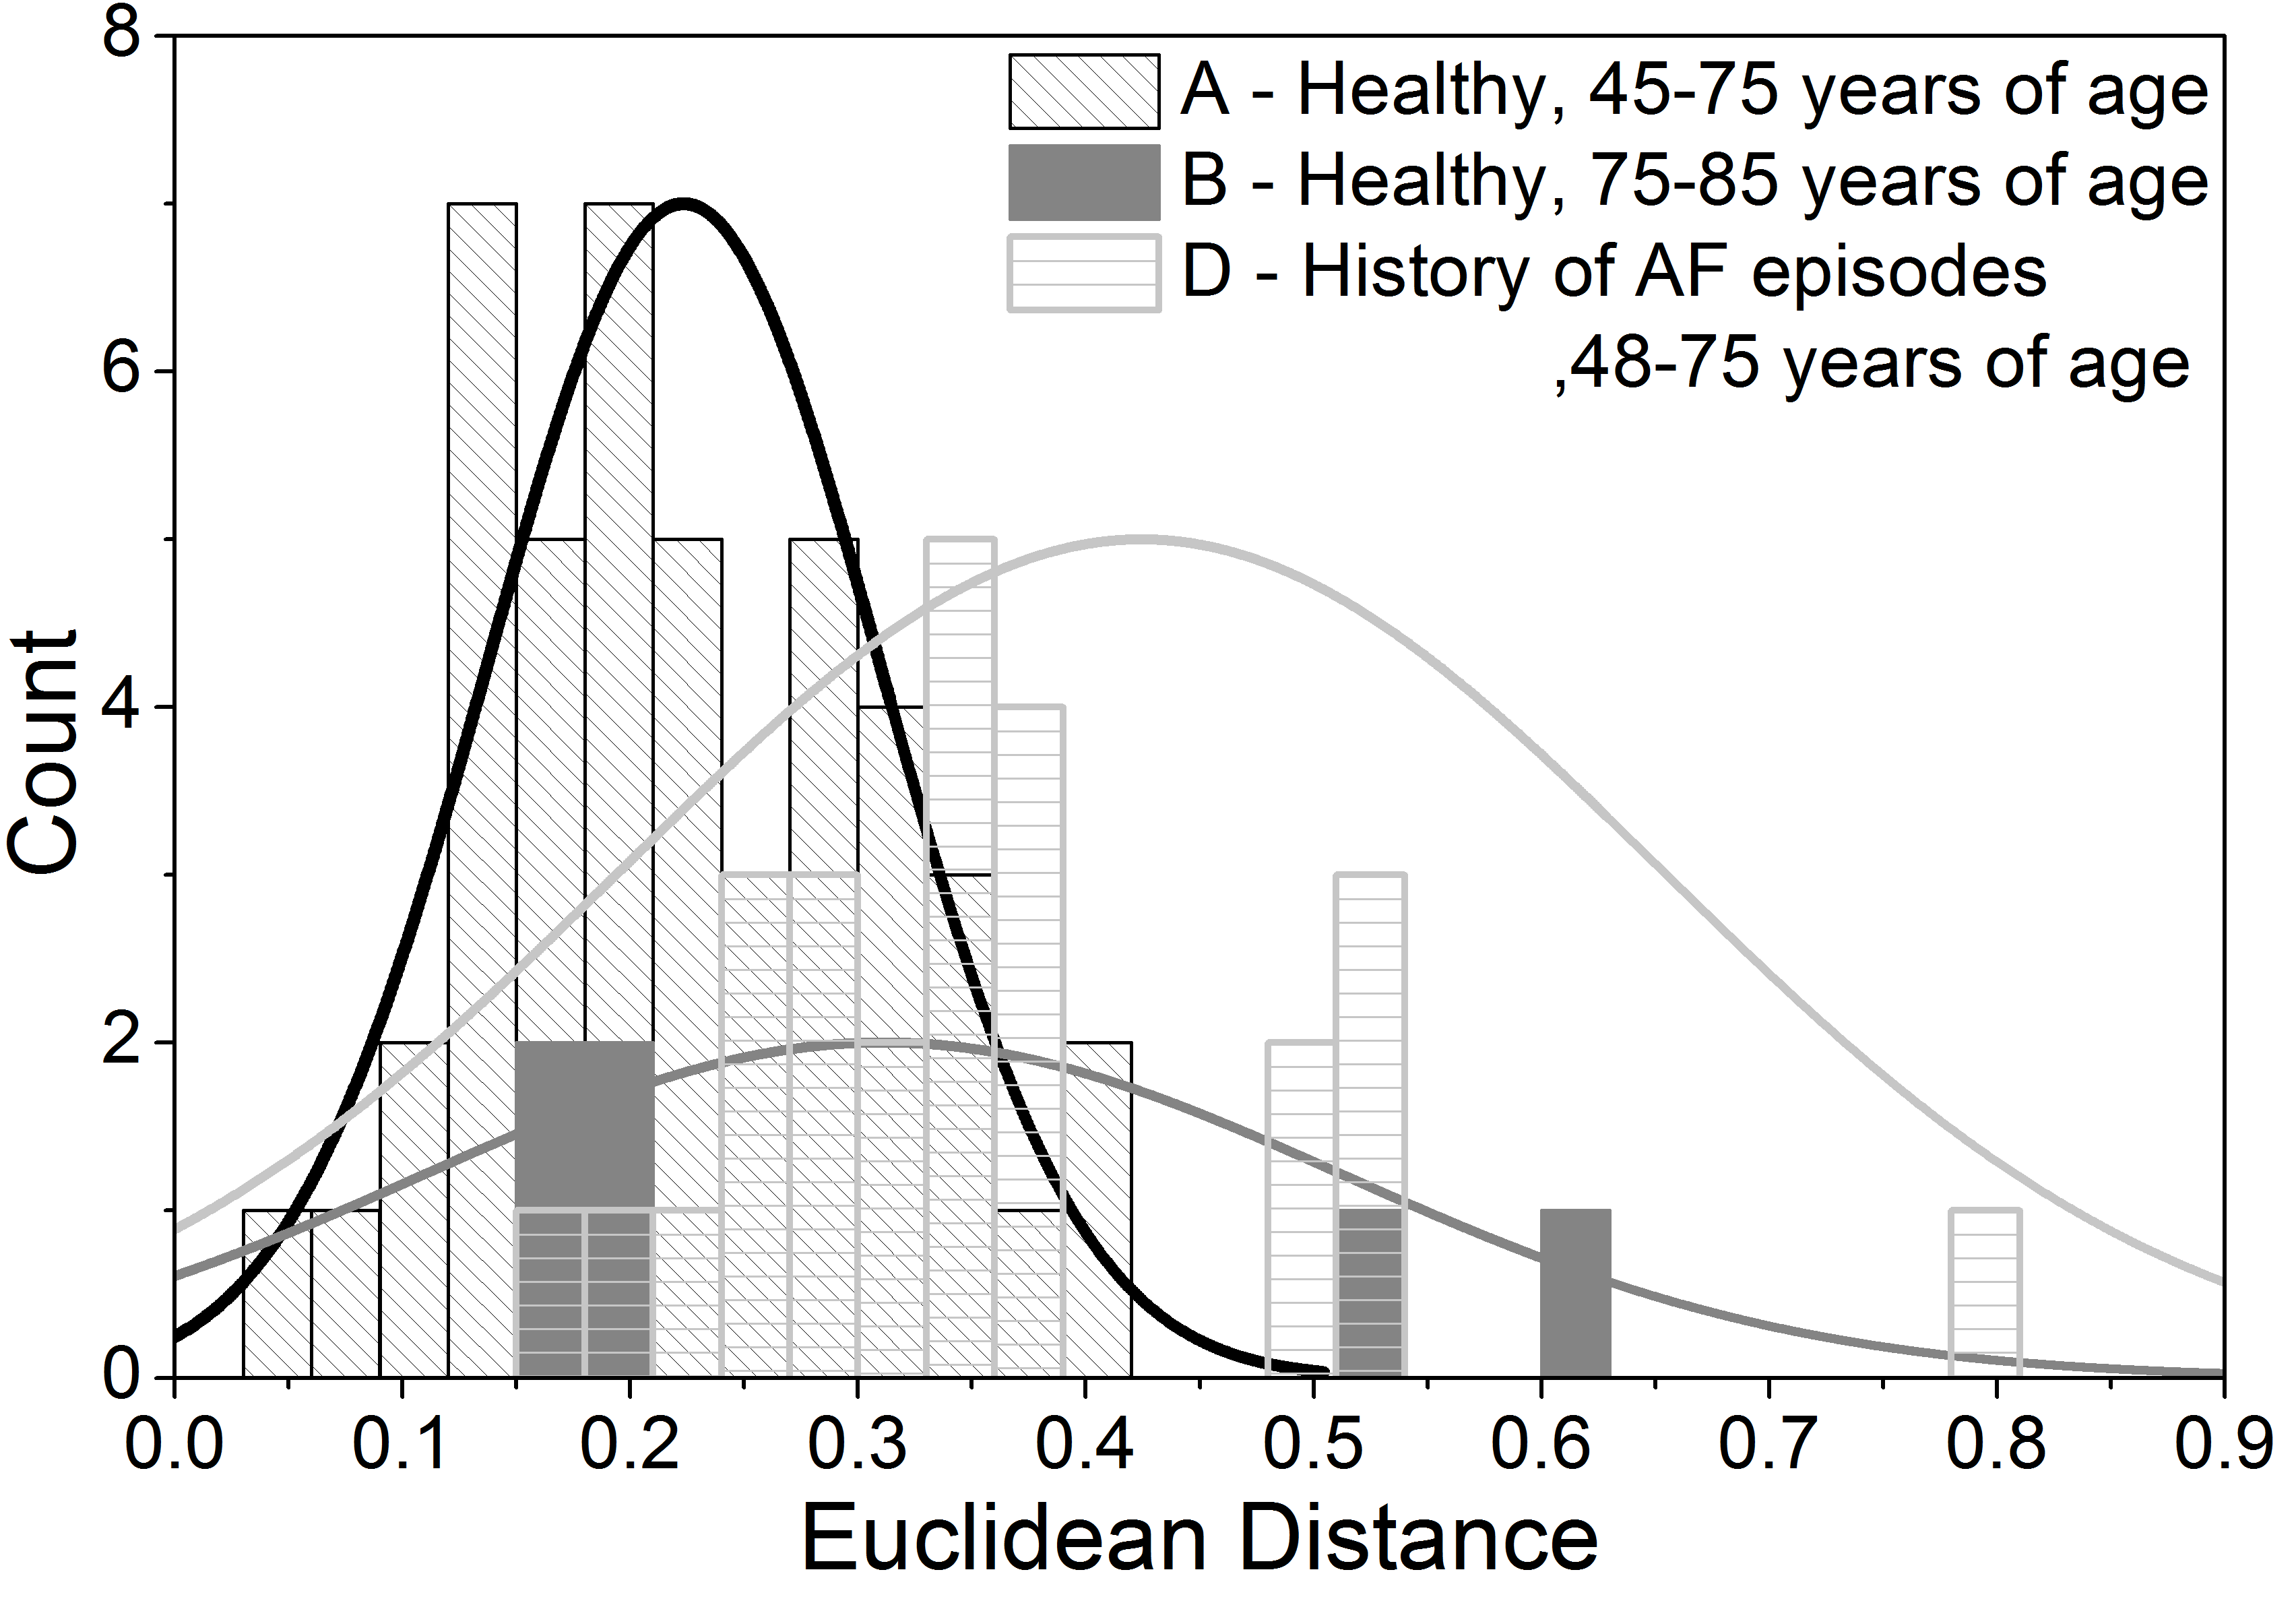 8
6
4
2
0
Count
A - Healthy, 45-75 years of age
B - Healthy, 75-85 years of age
D - History of AF episodes
,48-75 years of age
0.0 0.1 0.2 0.3 0.4 0.5 0.6 0.7 0.8 0.9
Euclidean Distance